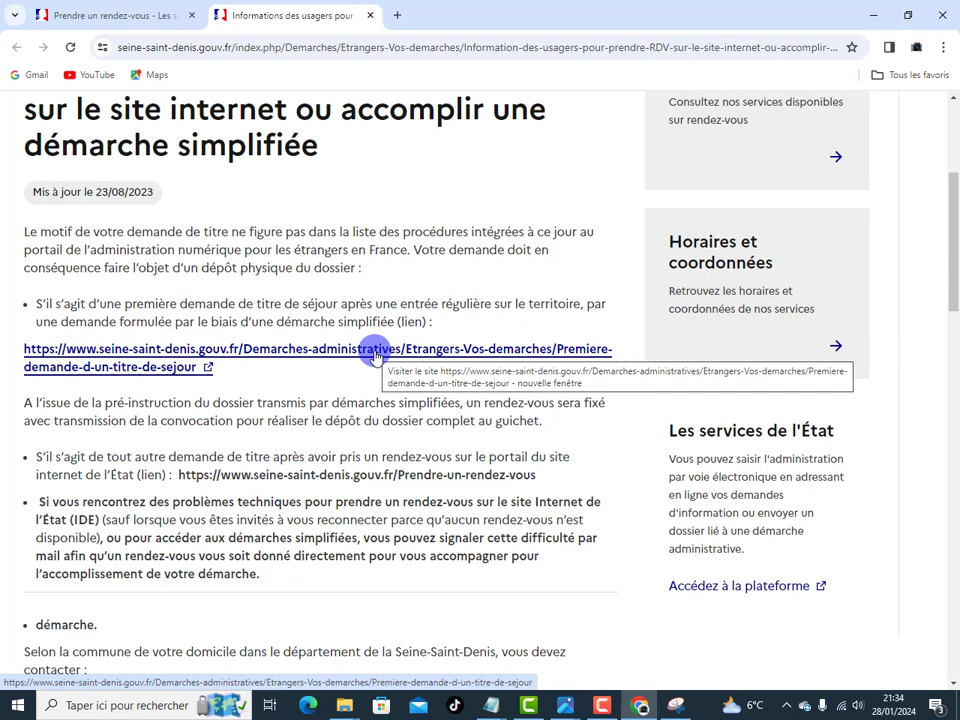 Prendre un rendez-vous - Les s
Informations des usagers pour
seine-saint-denis.gouv.fr/index.php/Demarches/Etrangers-Vos-demarches/Information-des-usagers-pour-prendre-RDV-sur-le-site-internet-ou-accomplir-...
Gmail
YouTube
Maps
Tous les favoris
sur le site internet ou accomplir une
démarche simplifiée
Mis à jour le 23/08/2023
Le motif de votre demande de titre ne figure pas dans la liste des procédures intégrées à ce jour au
portail de l'administration numérique pour les étrangers en France. Votre demande doit en
conséquence faire l'objet d'un dépôt physique du dossier :
• S'il s'agit d'une première demande de titre de séjour après une entrée régulière sur le territoire, par
une demande formulée par le biais d'une démarche simplifiée (lien) :
https://www.seine-saint-denis.gouv.fr/Demarches-administratives/Etrangers-Vos-demarches/Premiere-
demande-d-un-titre-de-sejour
Visiter le site https://www.seine-saint-denis.gouv.fr/Demarches-administratives/Etrangers-Vos-demarches/Premiere-
demande-d-un-titre-de-sejour - nouvelle fenêtre
A l'issue de la pré-instruction du dossier transmis par démarches simplifiées, un rendez-vous sera fixé
avec transmission de la convocation pour réaliser le dépôt du dossier complet au guichet.
• S'il s'agit de tout autre demande de titre après avoir pris un rendez-vous sur le portail du site
internet de l'État (lien) : https://www.seine-saint-denis.gouv.fr/Prendre-un-rendez-vous
• Si vous rencontrez des problèmes techniques pour prendre un rendez-vous sur le site Internet de
l'État (IDE) (sauf lorsque vous êtes invités à vous reconnecter parce qu'aucun rendez-vous n'est
disponible), ou pour accéder aux démarches simplifiées, vous pouvez signaler cette difficulté par
mail afin qu'un rendez-vous vous soit donné directement pour vous accompagner pour
l'accomplissement de votre démarche.
• démarche.
Selon la commune de votre domicile dans le département de la Seine-Saint-Denis, vous devez
contacter :
Consultez nos services disponibles
sur rendez-vous
Horaires et
coordonnées
Retrouvez les horaires et
coordonnées de nos services
Les services de l'État
Vous pouvez saisir l'administration
par voie électronique en adressant
en ligne vos demandes
d'information ou envoyer un
dossier lié à une démarche
administrative.
Accédez à la plateforme
https://www.seine-saint-denis.gouv.fr/Demarches-administratives/Etrangers-Vos-demarches/Premiere-demande-d-un-titre-de-sejour
Taper ici pour rechercher
6°C
21:34
28/01/2024
3